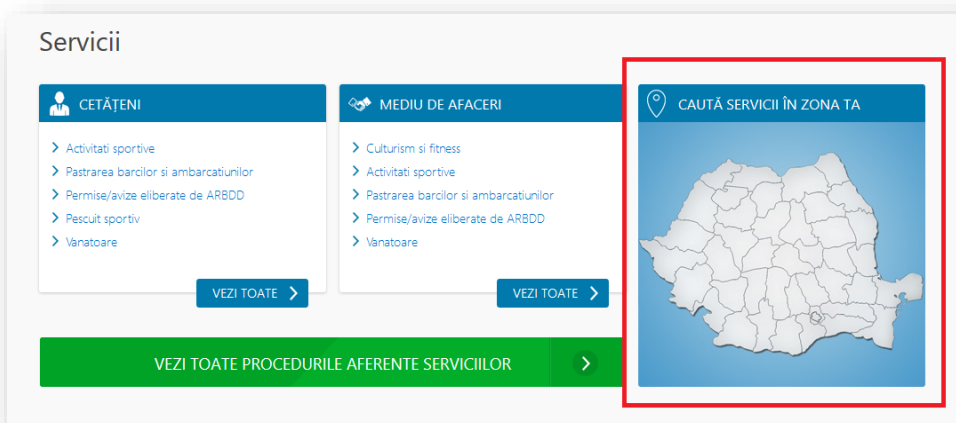 Servicii
CETĂȚENI
Activitati sportive
Pastrarea barcilor si ambarcatiunilor
Permise/avize eliberate de ARBDD
Pescuit sportiv
Vanatoare
VEZI TOATE
MEDIU DE AFACERI
Culturism si fitness
Activitati sportive
Pastrarea barcilor si ambarcatiunilor
Permise/avize eliberate de ARBDD
Vanatoare
VEZI TOATE
CAUTĂ SERVICII ÎN ZONA TA
VEZI TOATE PROCEDURILE AFERENTE SERVICIILOR